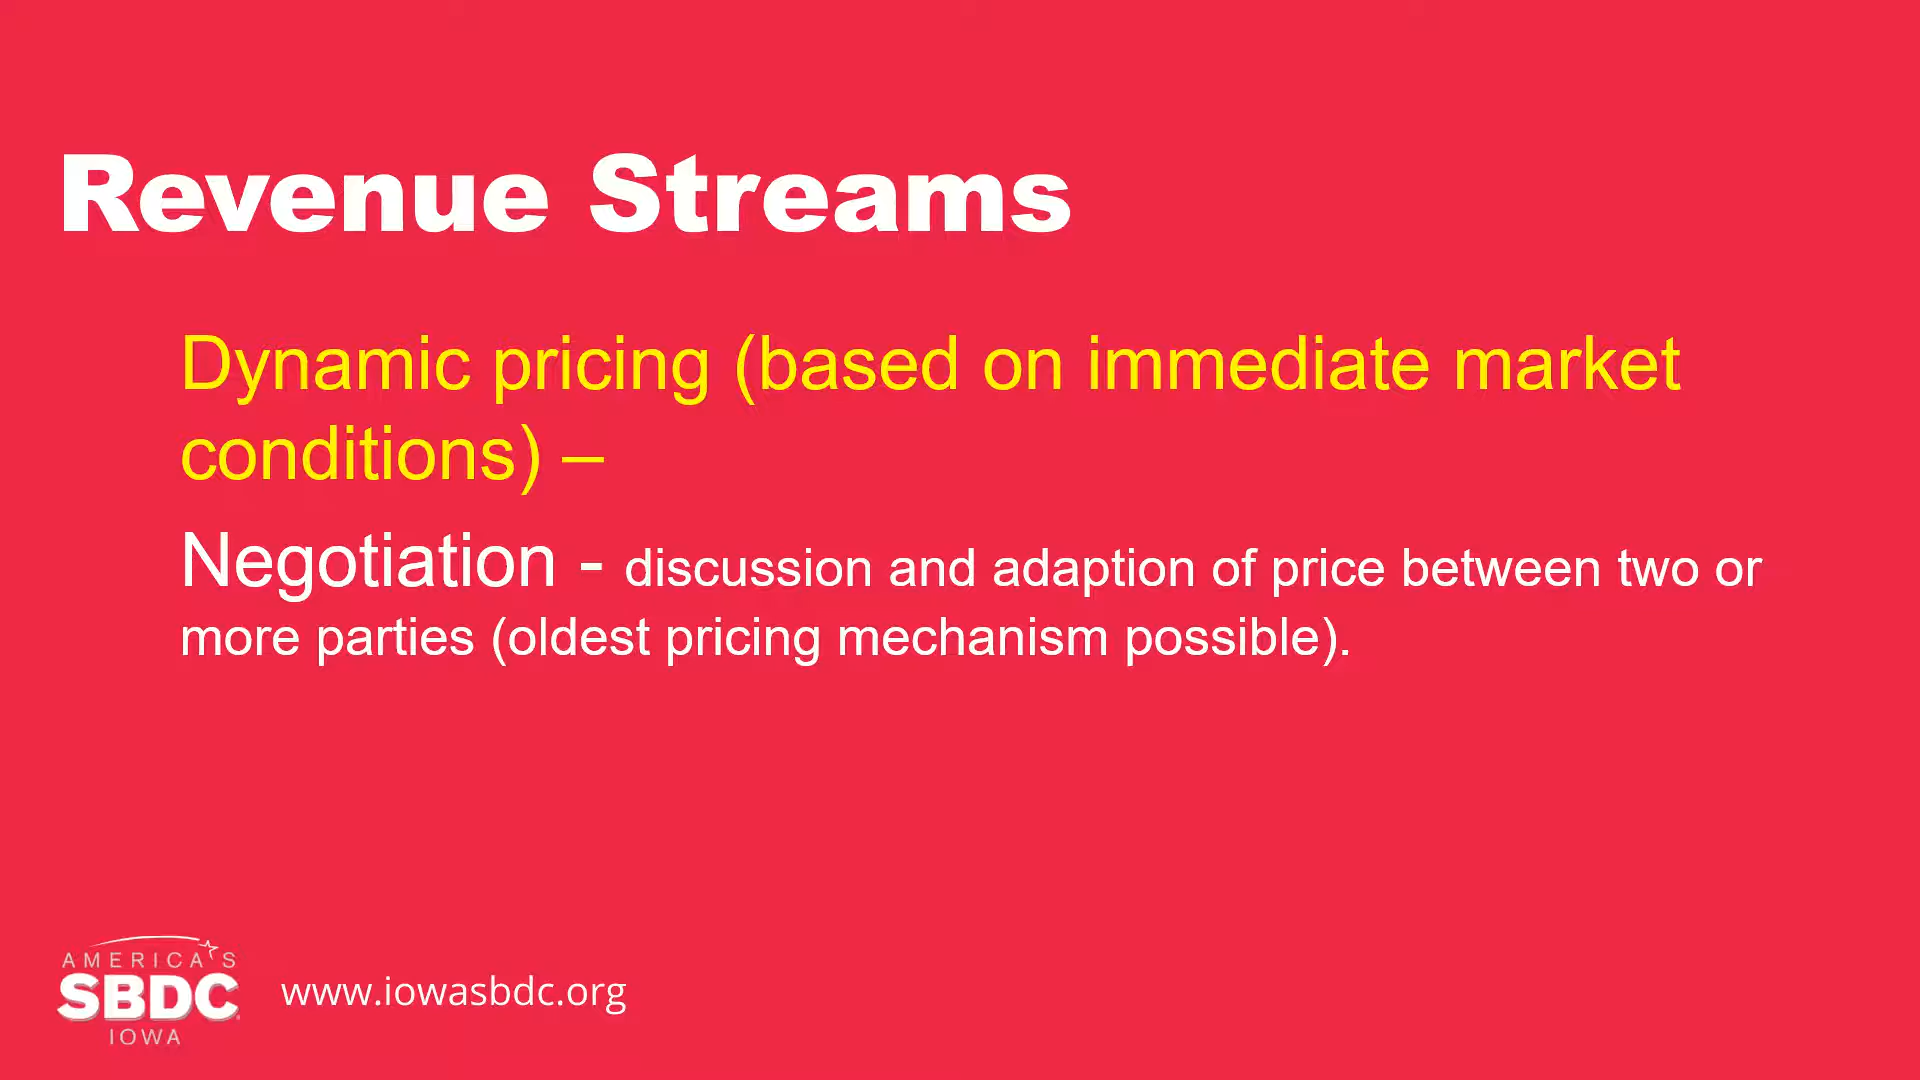 Revenue Streams
Dynamic pricing (based on immediate market
conditions) –
Negotiation - discussion and adaption of price between two or
more parties (oldest pricing mechanism possible).
AMERICA'S
SBDC
IOWA
www.iowasbdc.org